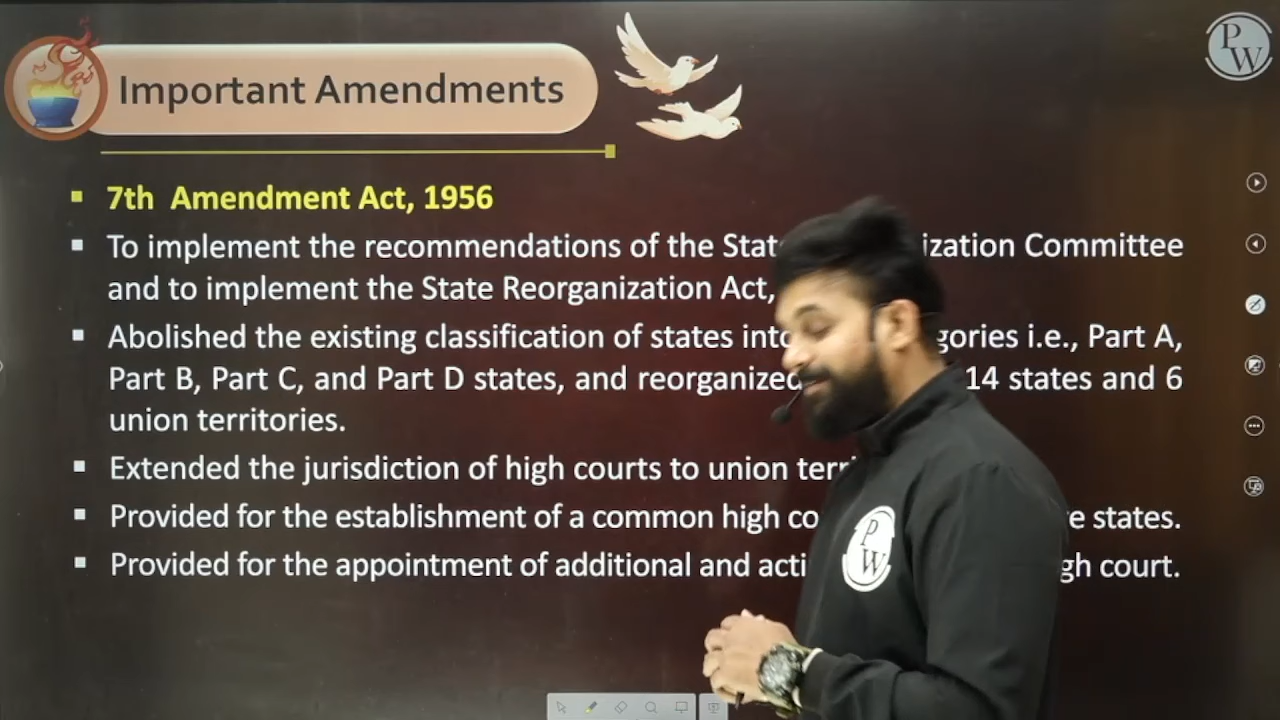 Important Amendments
P
W
7th Amendment Act, 1956
To implement the recommendations of the State ization Committee
and to implement the State Reorganization Act,
Abolished the existing classification of states into gories i.e., Part A,
Part B, Part C, and Part D states, and reorganized 14 states and 6
union territories.
Extended the jurisdiction of high courts to union terri
Provided for the establishment of a common high co e states.
Provided for the appointment of additional and acti gh court.
P
W